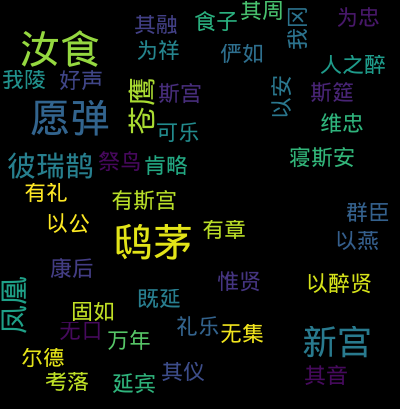 其周
为忠
其融
食子
我冈
汝食
为祥
俨如
人之醉
我陵
好声
苍鹰
斯宫
以安
斯筵
愿弹
可乐
维忠
彼瑞鹊
祭鸟
肯略
寝斯安
有礼
有斯宫
群臣
以公
鸱茅
有章
以燕
康后
惟贤
以醉贤
凤凰
既延
固如
无口
万年
礼乐
无集
新宫
尔德
考落
延宾
其仪
其音